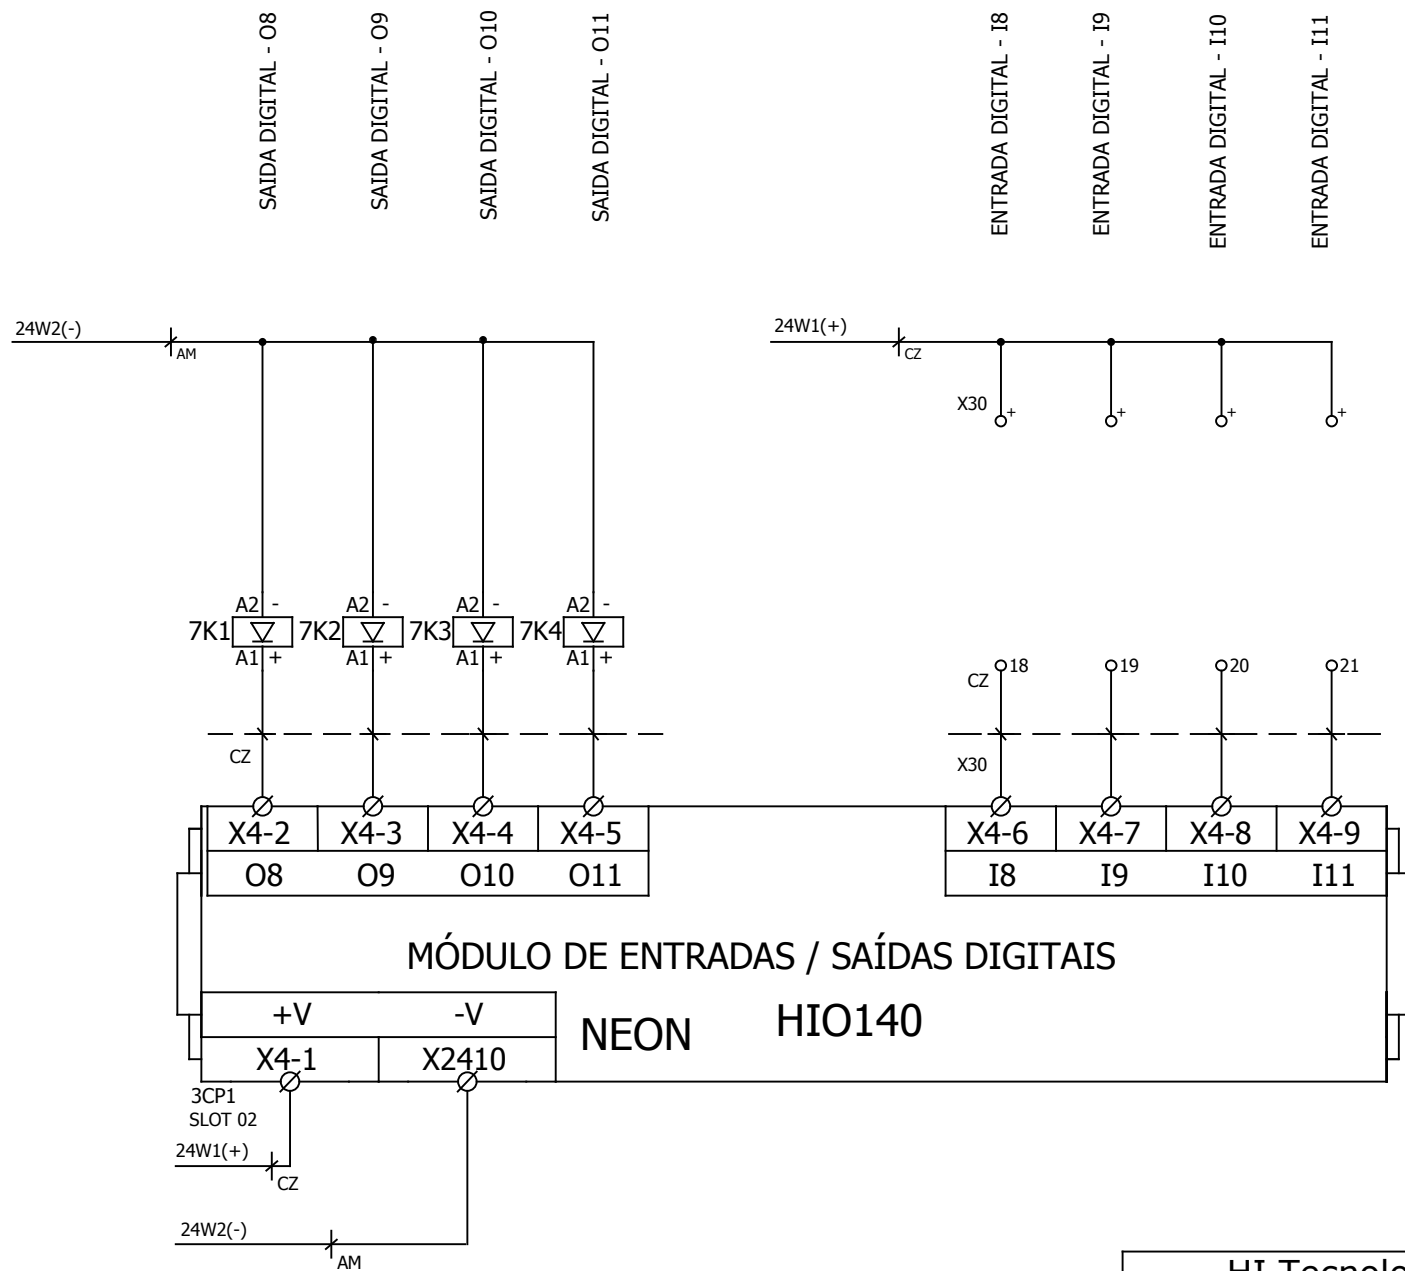 SAIDA DIGITAL - O8
SAIDA DIGITAL - O9
SAIDA DIGITAL - O10
SAIDA DIGITAL - O11
ENTRADA DIGITAL - I8
ENTRADA DIGITAL - I9
ENTRADA DIGITAL - I10
ENTRADA DIGITAL - I11
24W2(-)
AM
24W1(+)
CZ
X30 + + + +
A2 - A2 - A2 - A2 -
7K1 7K2 7K3 7K4
A1 + A1 + A1 + A1 +
CZ 18 19 20 21
CZ
X30
X4-2 X4-3 X4-4 X4-5 X4-6 X4-7 X4-8 X4-9
O8 O9 O10 O11 I8 I9 I10 I11
MÓDULO DE ENTRADAS / SAÍDAS DIGITAIS
+V -V
NEON HIO140
X4-1 X2410
3CP1
SLOT 02
24W1(+)
CZ
24W2(-)
AM
HI